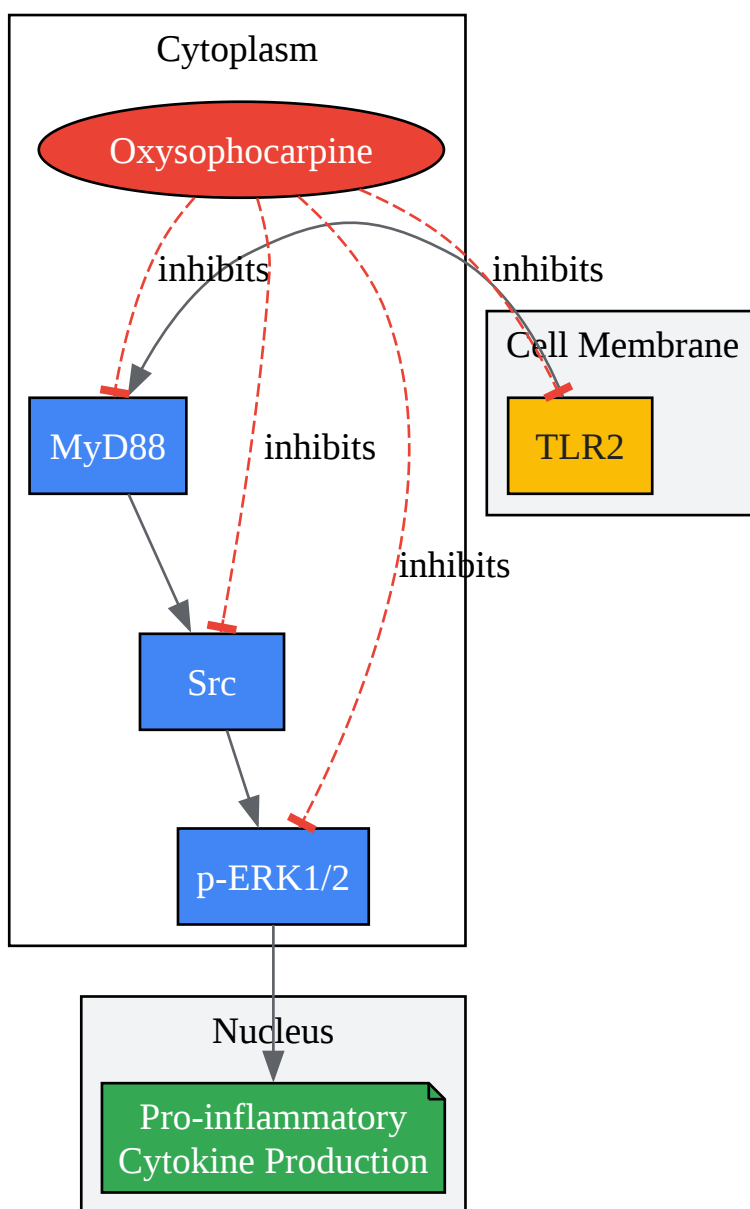 Cytoplasm
Oxysophocarpine
inhibits
inhibits
Cell Membrane
MyD88
inhibits
TLR2
inhibits
Src
p-ERK1/2
Nucleus
Pro-inflammatory
Cytokine Production